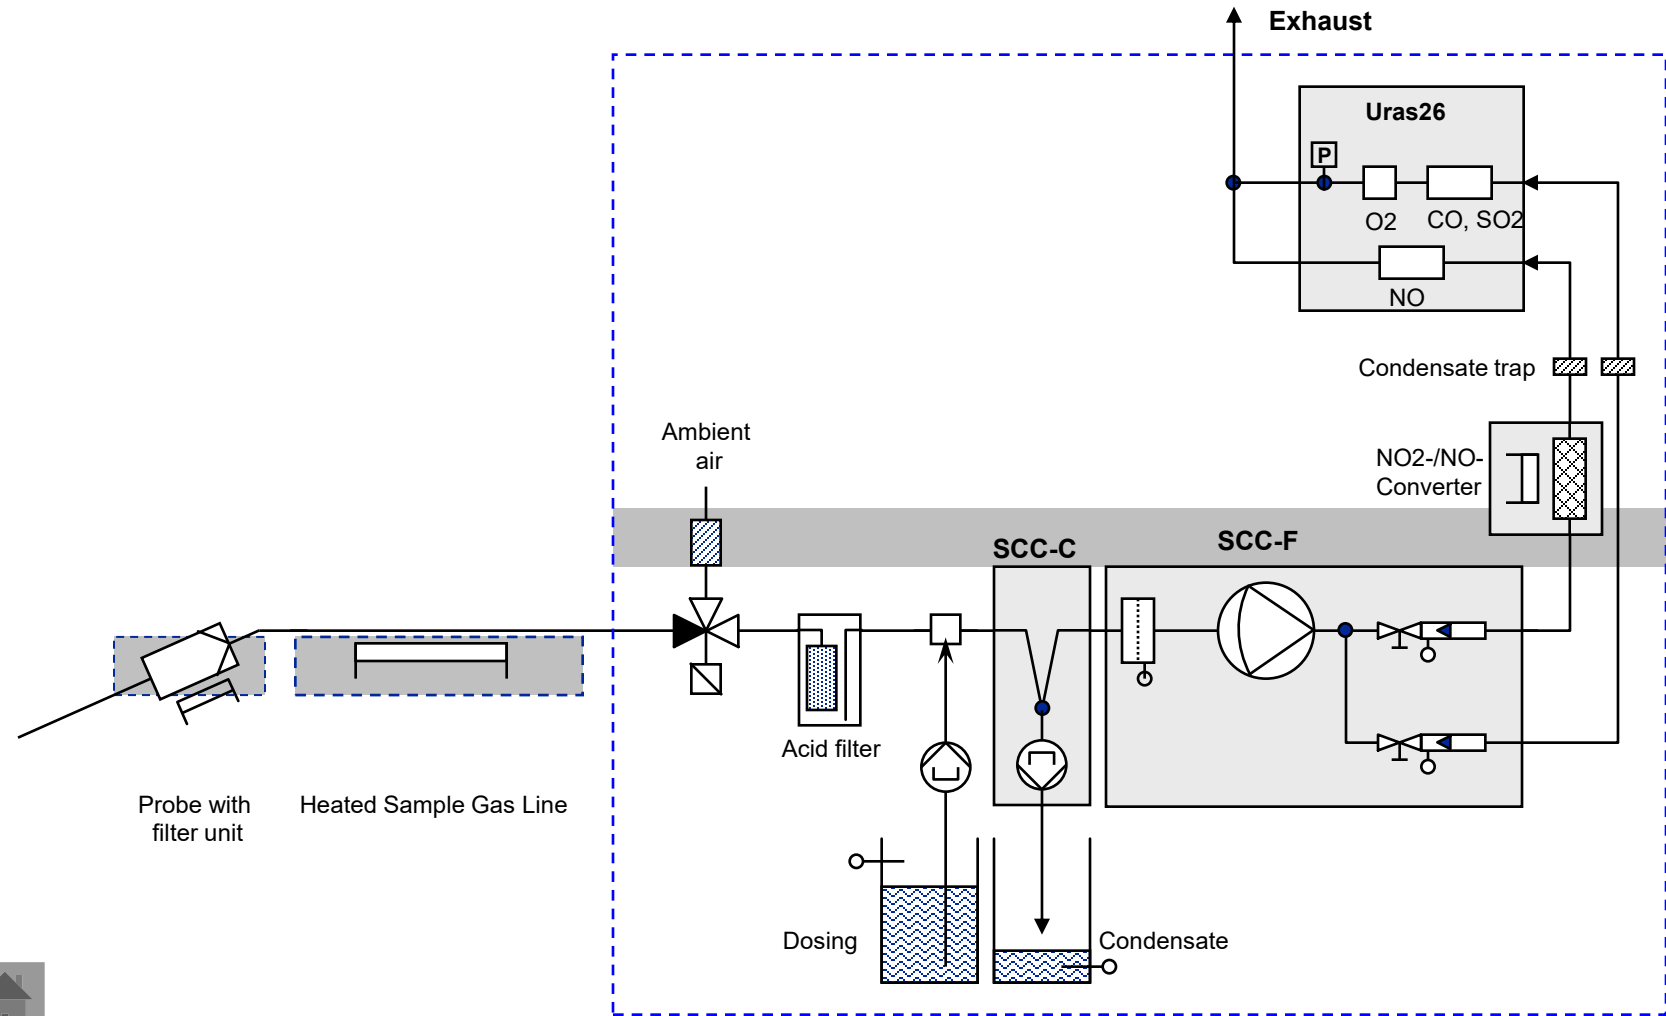 Exhaust
Uras26
P
O2
CO, SO2
NO
Condensate trap
Ambient
air
NO2-/NO-
Converter
SCC-C
SCC-F
Acid filter
Probe with
filter unit
Heated Sample Gas Line
Dosing
Condensate